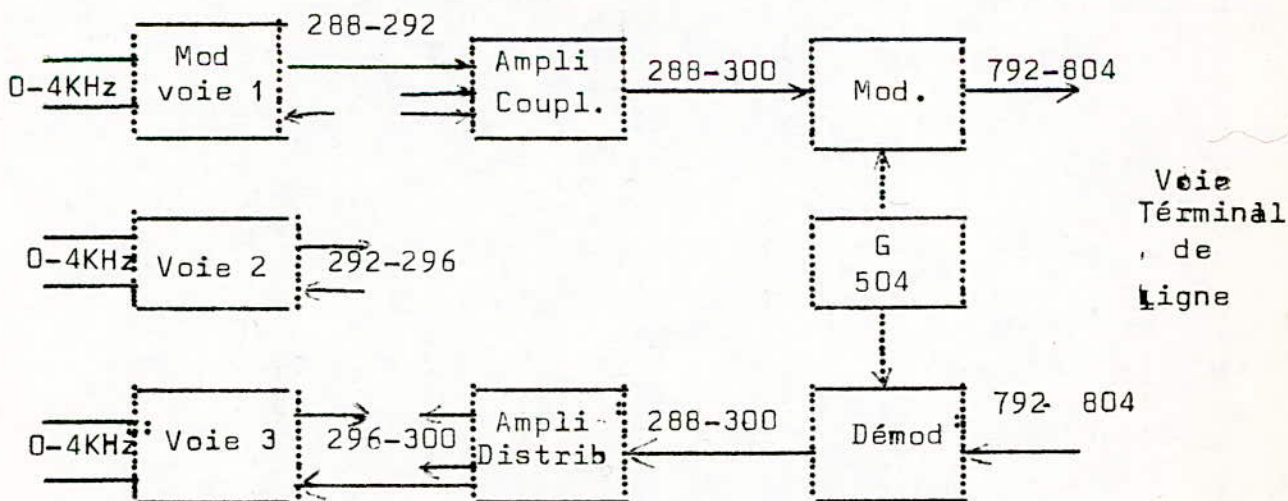 288-292
Mod
voie 1
0-4KHz
Ampli
Coupl.
288-300
Mod.
792-804
Voie 2
0-4KHz
292-296
G
504
Voie
Términàl
de
Ligne
Voie 3
0-4KHz
296-300
Ampli
Distrib
288-300
Démod
792- 804